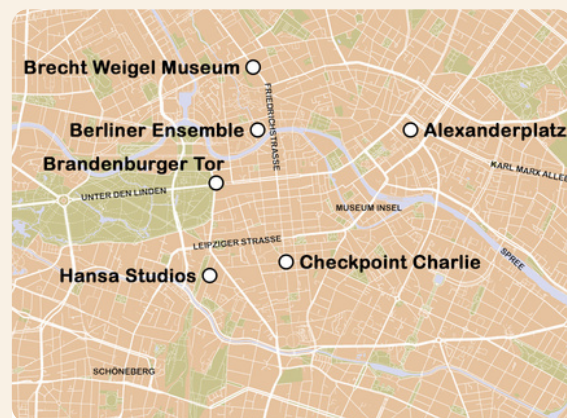 Brecht Weigel Museum
FRIEDRICHSTRASSE
Berliner Ensemble
Alexanderplatz
Brandenburger Tor
KARL MARX ALLEE
UNTER DEN LINDEN
MUSEUM INSEL
LEIPZIGER STRASSE
SPREE
Checkpoint Charlie
Hansa Studios
SCHÖNEBERG